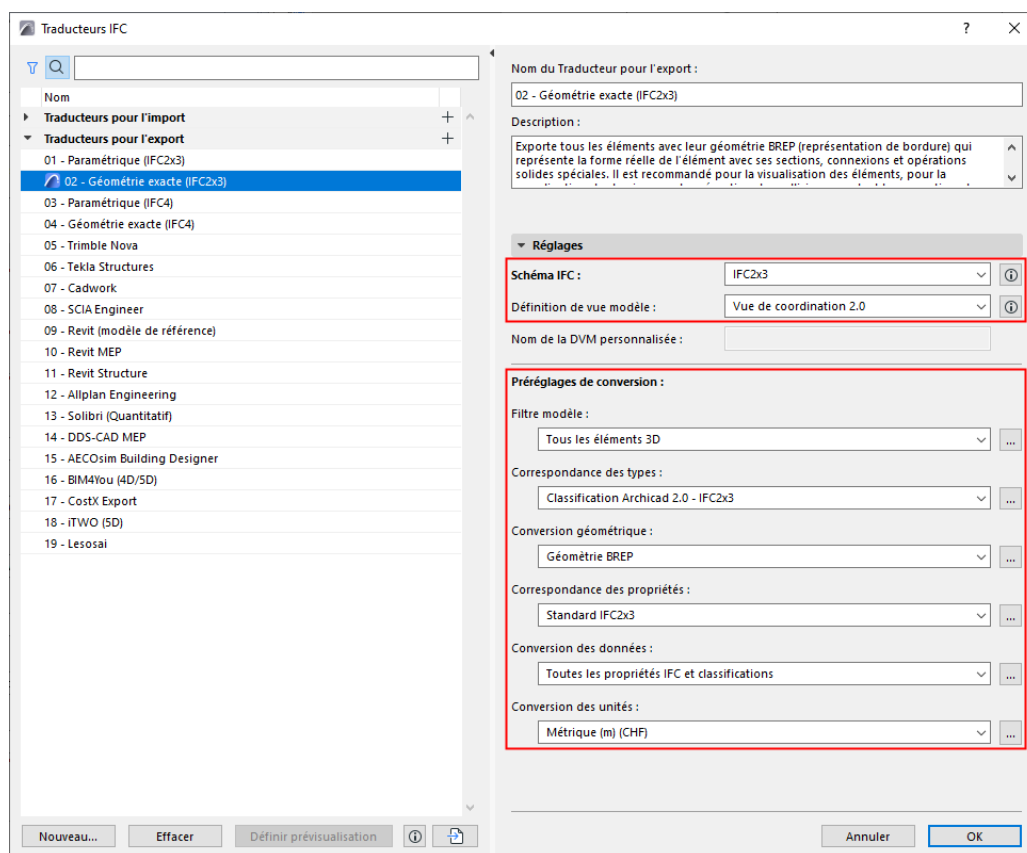 Traducteurs IFC
Nom
Traducteurs pour l'import
Traducteurs pour l'export
01 - Paramétrique (IFC2x3)
02 - Géométrie exacte (IFC2x3)
03 - Paramétrique (IFC4)
04 - Géométrie exacte (IFC4)
05 - Trimble Nova
06 - Tekla Structures
07 - Cadwork
08 - SCIA Engineer
09 - Revit (modèle de référence)
10 - Revit MEP
11 - Revit Structure
12 - Allplan Engineering
13 - Solibri (Quantitatif)
14 - DDS-CAD MEP
15 - AECOsim Building Designer
16 - BIM4You (4D/5D)
17 - CostX Export
18 - iTWO (5D)
19 - Lesosai
Nouveau...
Effacer
Définir prévisualisation
Nom du Traducteur pour l'export :
02 - Géométrie exacte (IFC2x3)
Description :
Exporte tous les éléments avec leur géométrie BREP (représentation de bordure) qui
représente la forme réelle de l'élément avec ses sections, connexions et opérations
solides spéciales. Il est recommandé pour la visualisation des éléments, pour la
Réglages
Schéma IFC :
IFC2x3
Définition de vue modèle :
Vue de coordination 2.0
Nom de la DVM personnalisée :
Préréglages de conversion :
Filtre modèle :
Tous les éléments 3D
...
Correspondance des types :
Classification Archicad 2.0 - IFC2x3
...
Conversion géométrique :
Géomètrie BREP
...
Correspondance des propriétés :
Standard IFC2x3
...
Conversion des données :
Toutes les propriétés IFC et classifications
...
Conversion des unités :
Métrique (m) (CHF)
...
Annuler
OK